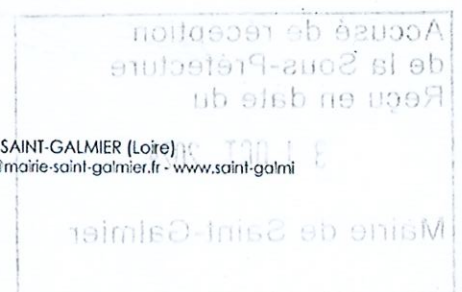 Accusé de réception
de la Sous-Préfecture
Reçu en date du
SAINT-GALMIER (Loire)
mairie-saint-galmier.fr - www.saint-galmi
3 1 OCT.
Mairie de Saint-Galmier